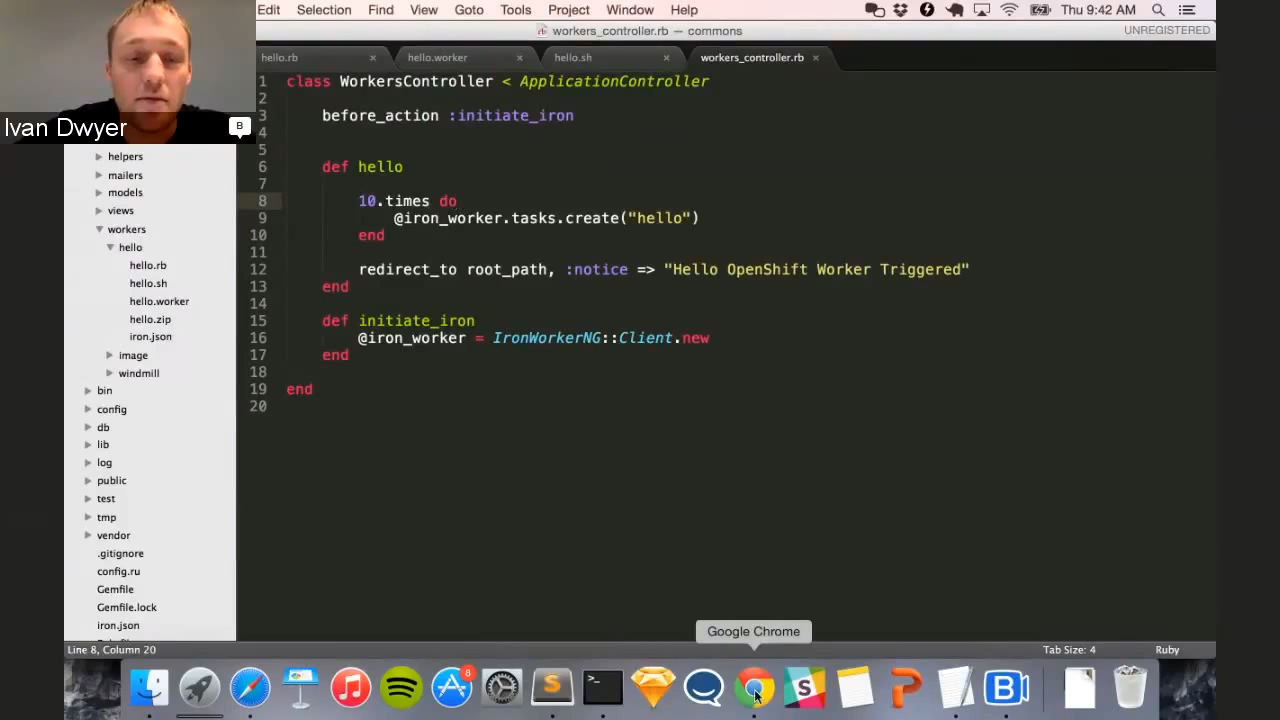 Edit Selection Find View Goto Tools Project Window Help Thu 9:42 AM
workers_controller.rb — commons UNREGISTERED
hello.rb hello.worker hello.sh workers_controller.rb
Ivan Dwyer B
helpers
mailers
models
views
workers
hello
hello.rb
hello.sh
hello.worker
hello.zip
iron.json
image
windmill
bin
config
db
lib
log
public
test
tmp
vendor
.gitignore
config.ru
Gemfile
Gemfile.lock
iron.json
1 class WorkersController < ApplicationController
2
3 before_action :initiate_iron
4
5
6 def hello
7
8 10.times do
9 @iron_worker.tasks.create("hello")
10 end
11
12 redirect_to root_path, :notice => "Hello OpenShift Worker Triggered"
13 end
14
15 def initiate_iron
16 @iron_worker = IronWorkerNG::Client.new
17 end
18
19 end
20
Google Chrome
Line 8, Column 20 Tab Size: 4 Ruby
8
S
>_
S
P
B